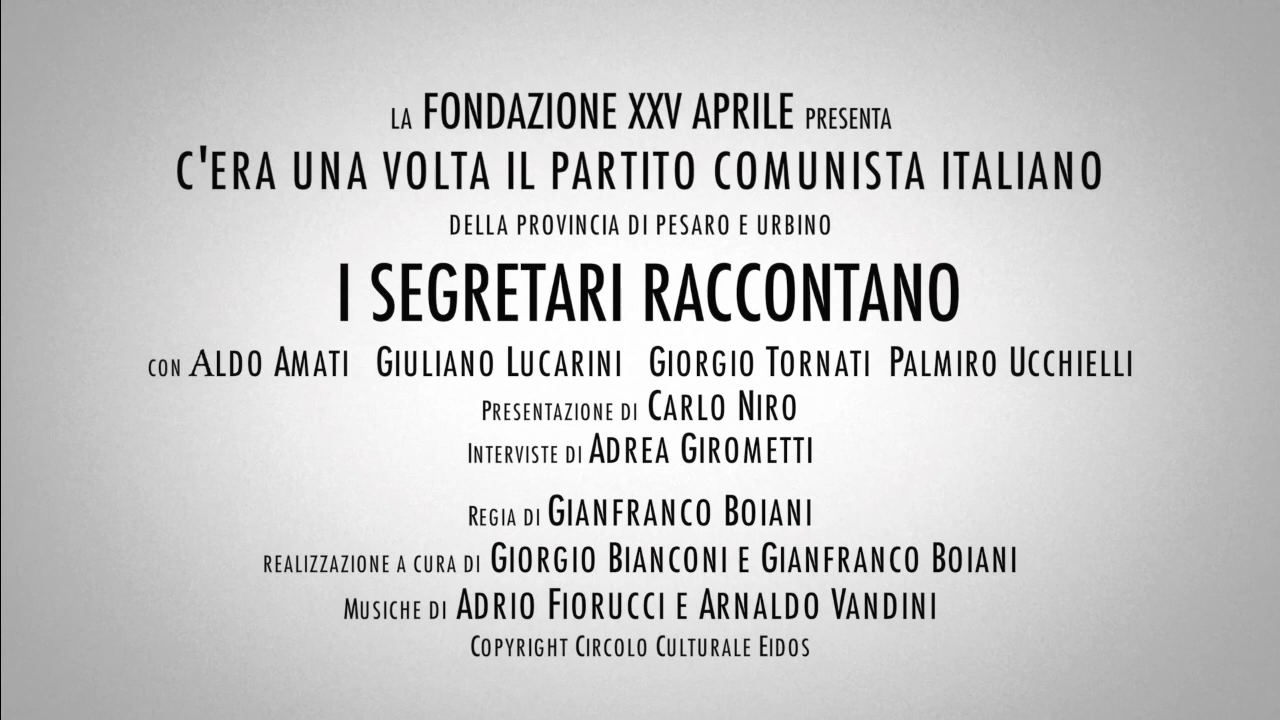 LA FONDAZIONE XXV APRILE PRESENTA
C'ERA UNA VOLTA IL PARTITO COMUNISTA ITALIANO
DELLA PROVINCIA DI PESARO E URBINO
I SEGRETARI RACCONTANO
CON ALDO AMATI GIULIANO LUCARINI GIORGIO TORNATI PALMIRO UCCHIELLI
PRESENTAZIONE DI CARLO NIRO
INTERVISTE DI ADREA GIROMETTI
REGIA DI GIANFRANCO BOIANI
REALIZZAZIONE A CURA DI GIORGIO BIANCONI E GIANFRANCO BOIANI
MUSICHE DI ADRIO FIORUCCI E ARNALDO VANDINI
COPYRIGHT CIRCOLO CULTURALE EIDOS